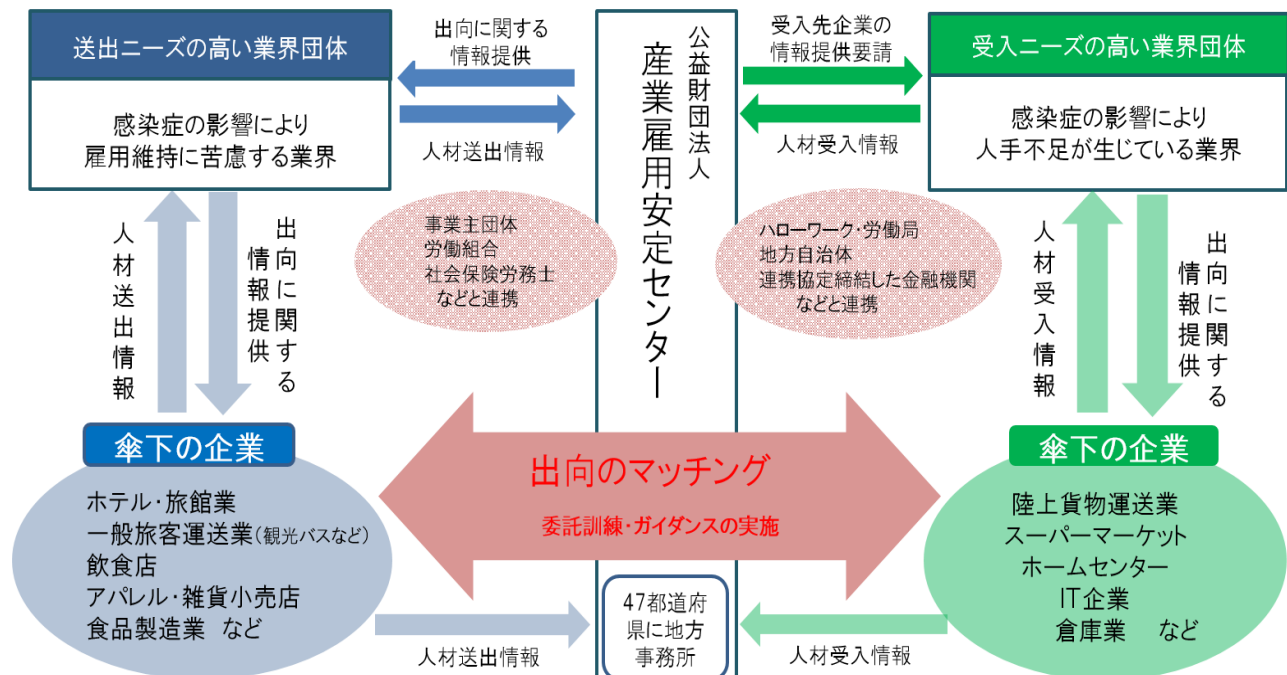 送出ニーズの高い業界団体
感染症の影響により
雇用維持に苦慮する業界
出向に関する
情報提供
人材送出情報
公益財団法人
産業雇用安定センター
受入先企業の
情報提供要請
人材受入情報
受入ニーズの高い業界団体
感染症の影響により
人手不足が生じている業界
人材送出情報
出向に関する
情報提供
事業主団体
労働組合
社会保険労務士
などと連携
ハローワーク・労働局
地方自治体
連携協定締結した金融機関
などと連携
人材受入情報
出向に関する
情報提供
傘下の企業
ホテル・旅館業
一般旅客運送業(観光バスなど)
飲食店
アパレル・雑貨小売店
食品製造業 など
出向のマッチング
委託訓練・ガイダンスの実施
傘下の企業
陸上貨物運送業
スーパーマーケット
ホームセンター
IT企業
倉庫業 など
人材送出情報
47都道府
県に地方
事務所
人材受入情報